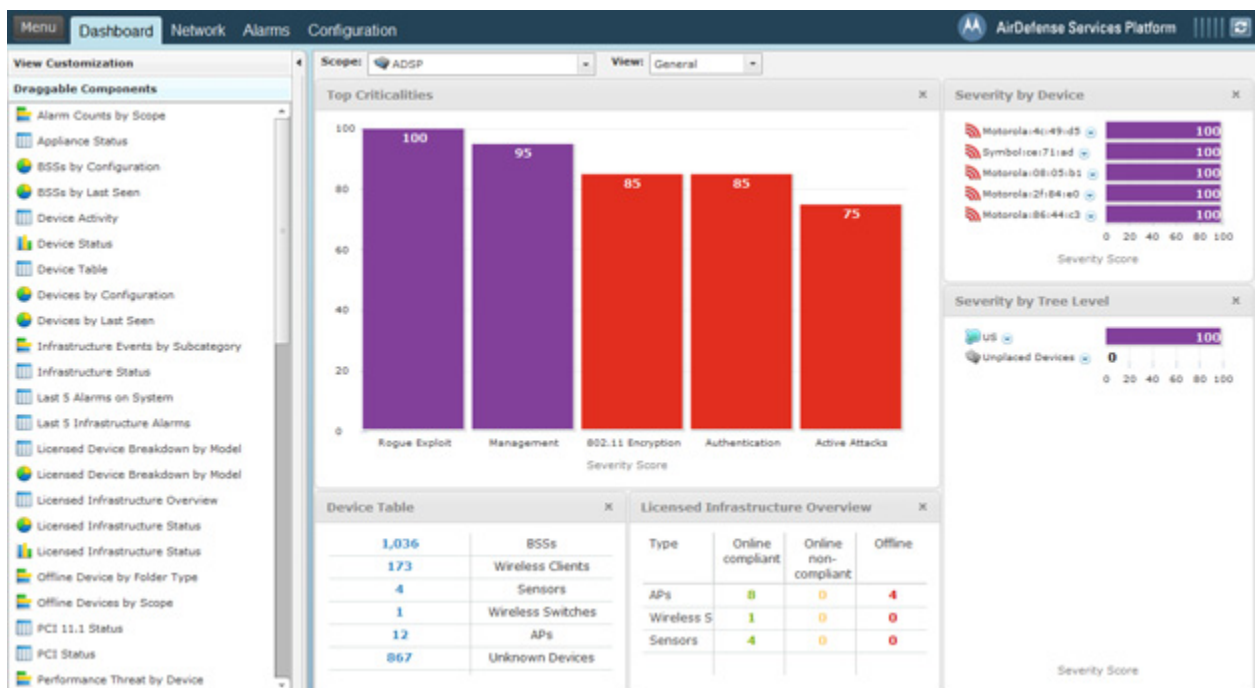 Menu Dashboard Network Alarms Configuration AirDefense Services Platform
View Customization
Draggable Components
Alarm Counts by Scope
Appliance Status
BSSs by Configuration
BSSs by Last Seen
Device Activity
Device Status
Device Table
Devices by Configuration
Devices by Last Seen
Infrastructure Events by Subcategory
Infrastructure Status
Last 5 Alarms on System
Last 5 Infrastructure Alarms
Licensed Device Breakdown by Model
Licensed Device Breakdown by Model
Licensed Infrastructure Overview
Licensed Infrastructure Status
Licensed Infrastructure Status
Offline Device by Folder Type
Offline Devices by Scope
PCI 11.1 Status
PCI Status
Performance Threat by Device
Scope: ADSP View: General
Top Criticalities
100
80
60
40
20
0
100
95
85
85
75
Rogue Exploit Management 802.11 Encryption Authentication Active Attacks
Severity Score
Device Table
1,036 BSSs
173 Wireless Clients
4 Sensors
1 Wireless Switches
12 APs
867 Unknown Devices
Licensed Infrastructure Overview
Type Online compliant Online non-compliant Offline
APs 8 0 4
Wireless S 1 0 0
Sensors 4 0 0
Severity by Device
Motorola:4c:49:d5 100
Symbol:ce:71:ad 100
Motorola:08:05:b1 100
Motorola:2f:84:e0 100
Motorola:86:44:c3 100
0 20 40 60 80 100
Severity Score
Severity by Tree Level
US 100
Unplaced Devices 0
0 20 40 60 80 100
Severity Score